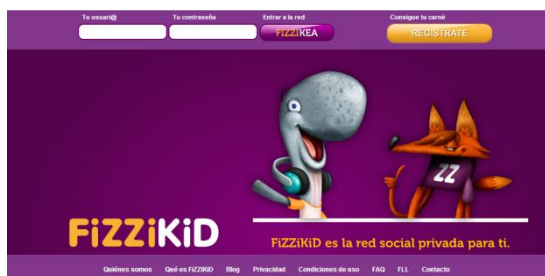 Tu usuari@ Tu contraseña Entrar a la red Consigue tu carné
FiZZiKEA REGÍSTRATE
ZZ
FiZZiKiD
FiZZiKiD es la red social privada para ti.
Quiénes somos Qué es FiZZiKiD Blog Privacidad Condiciones de uso FAQ FLL Contacto